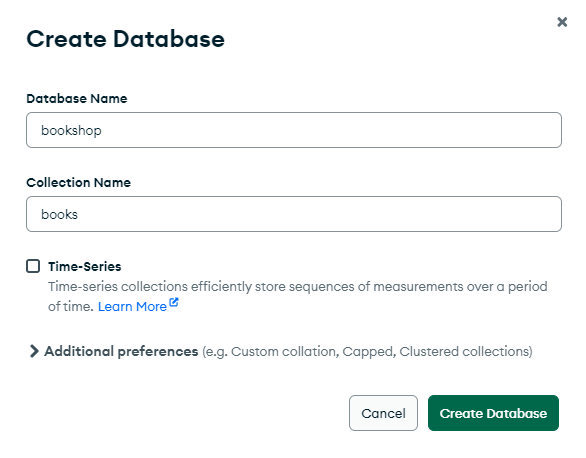 Create Database
Database Name
bookshop
Collection Name
books
Time-Series
Time-series collections efficiently store sequences of measurements over a period
of time. Learn More
Additional preferences (e.g. Custom collation, Capped, Clustered collections)
Cancel
Create Database